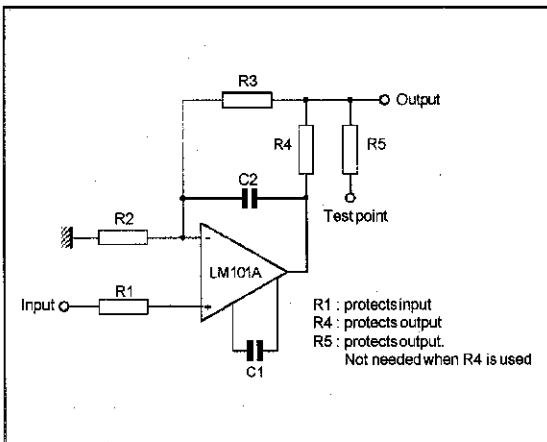 R3
Output
R4
R5
C2
Test point
R2
-
LM101A
+
Input
R1
C1
R1 : protects input
R4 : protects output
R5 : protects output.
Not needed when R4 is used